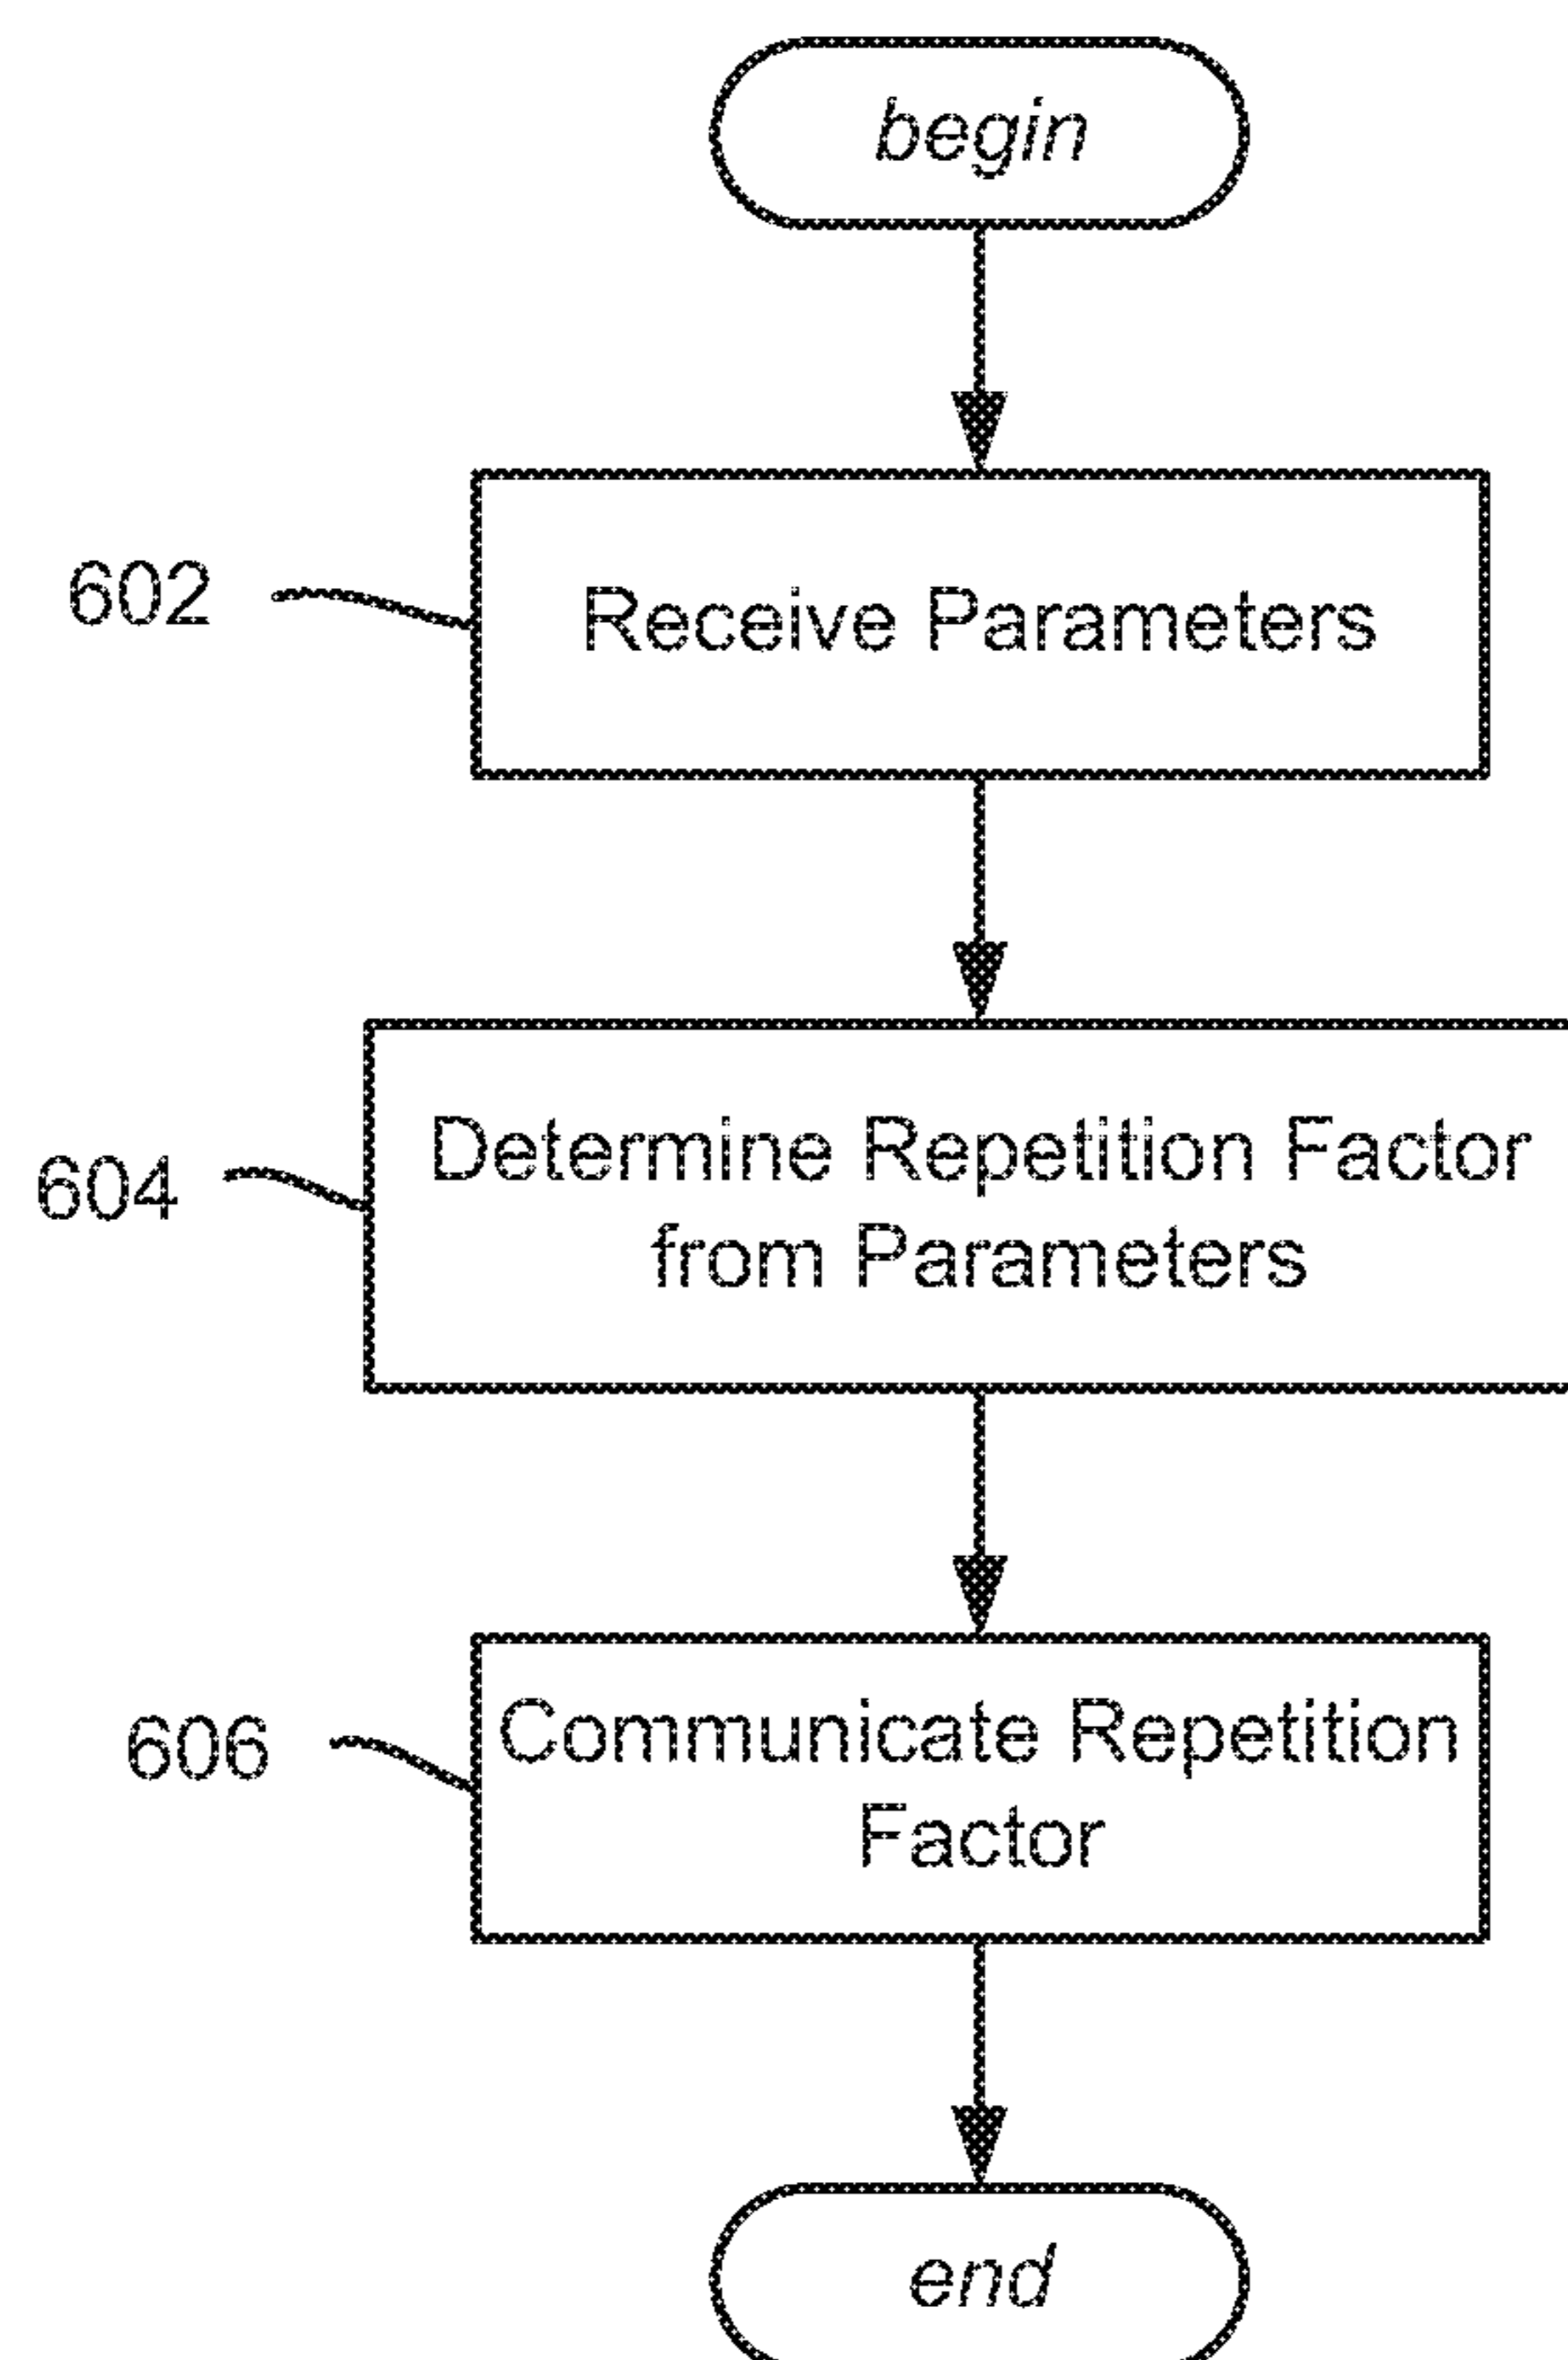 begin
602
Receive Parameters
604
Determine Repetition Factor
from Parameters
606
Communicate Repetition
Factor
end